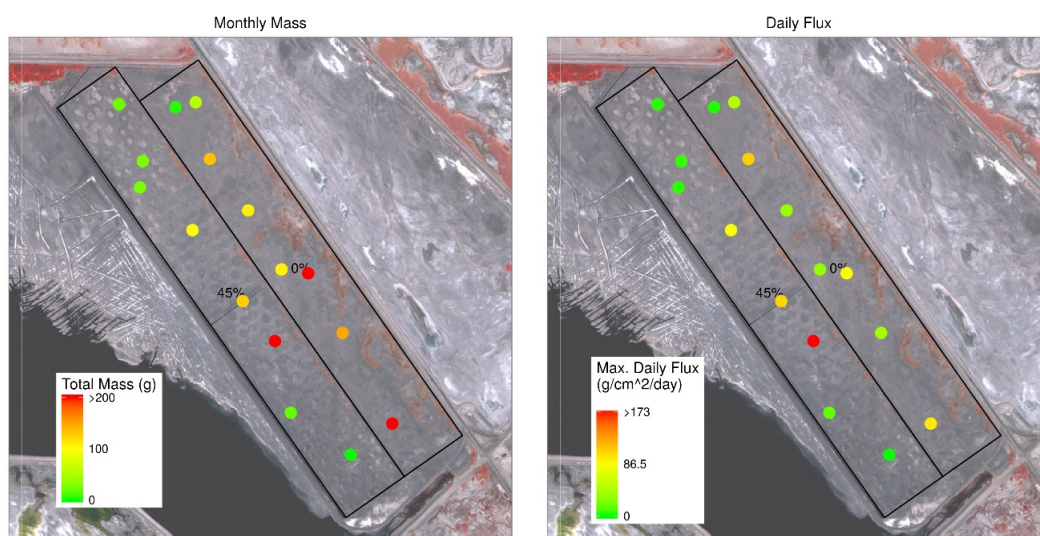 Monthly Mass
0%
45%
Total Mass (g)
>200
100
0
Daily Flux
0%
45%
Max. Daily Flux
(g/cm^2/day)
>173
86.5
0